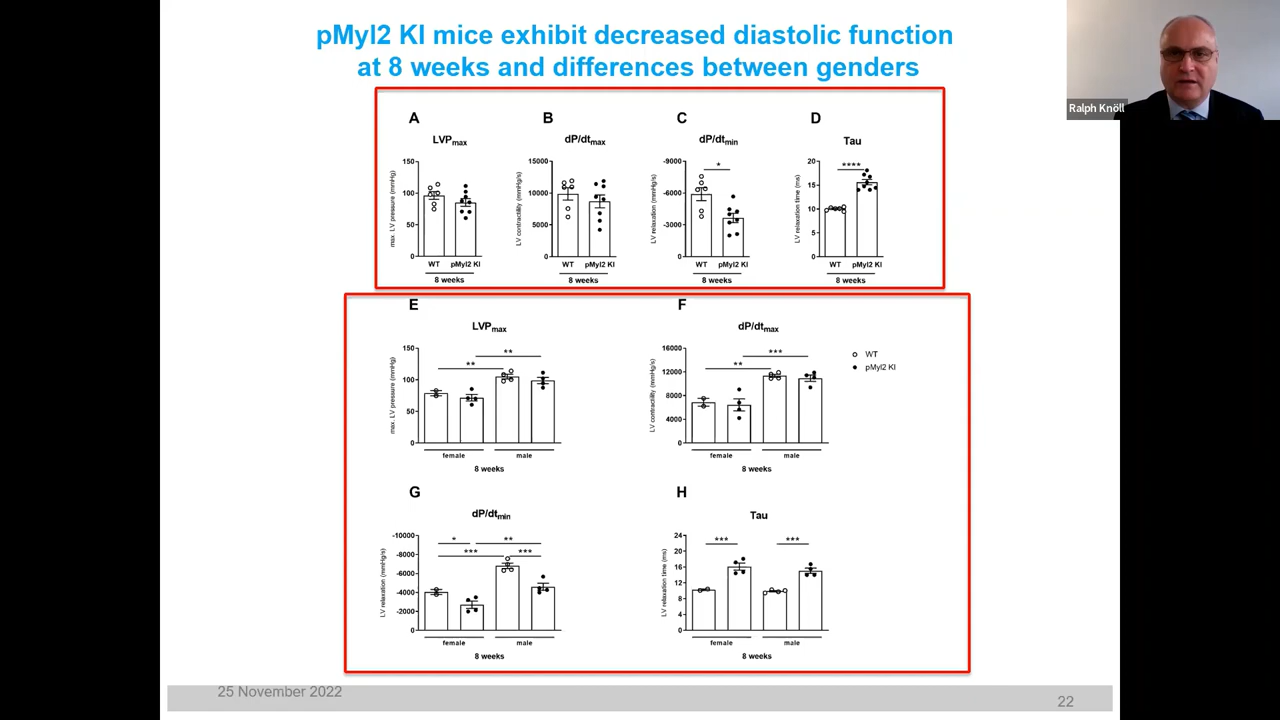 pMyl2 KI mice exhibit decreased diastolic function
at 8 weeks and differences between genders
Ralph Knöll
A
LVPmax
150
100
50
0
max. LV pressure (mmHg)
WT pMyl2 KI
8 weeks
B
dP/dtmax
15000
10000
5000
0
LV contractility (mmHg/s)
WT pMyl2 KI
8 weeks
C
dP/dtmin
-9000
-6000
-3000
0
LV relaxation (mmHg/s)
*
WT pMyl2 KI
8 weeks
D
Tau
20
15
10
5
0
LV relaxation time (ms)
****
WT pMyl2 KI
8 weeks
E
LVPmax
150
100
50
0
max. LV pressure (mmHg)
**
**
female male
8 weeks
F
dP/dtmax
16000
12000
8000
4000
0
LV contractility (mmHg/s)
***
**
female male
8 weeks
WT
pMyl2 KI
G
dP/dtmin
-10000
-8000
-6000
-4000
-2000
0
LV relaxation (mmHg/s)
* **
*** ***
female male
8 weeks
H
Tau
24
20
16
12
8
4
0
LV relaxation time (ms)
*** ***
female male
8 weeks
25 November 2022
22